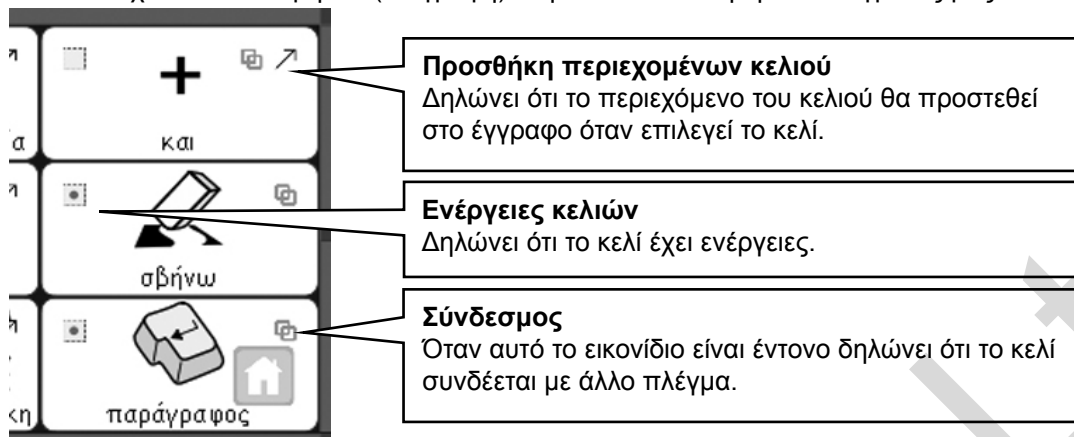 α
και
σβήνω
κη
παράγραφος
Προσθήκη περιεχομένων κελιού
Δηλώνει ότι το περιεχόμενο του κελιού θα προστεθεί
στο έγγραφο όταν επιλεγεί το κελί.
Ενέργειες κελιών
Δηλώνει ότι το κελί έχει ενέργειες.
Σύνδεσμος
Όταν αυτό το εικονίδιο είναι έντονο δηλώνει ότι το κελί
συνδέεται με άλλο πλέγμα.